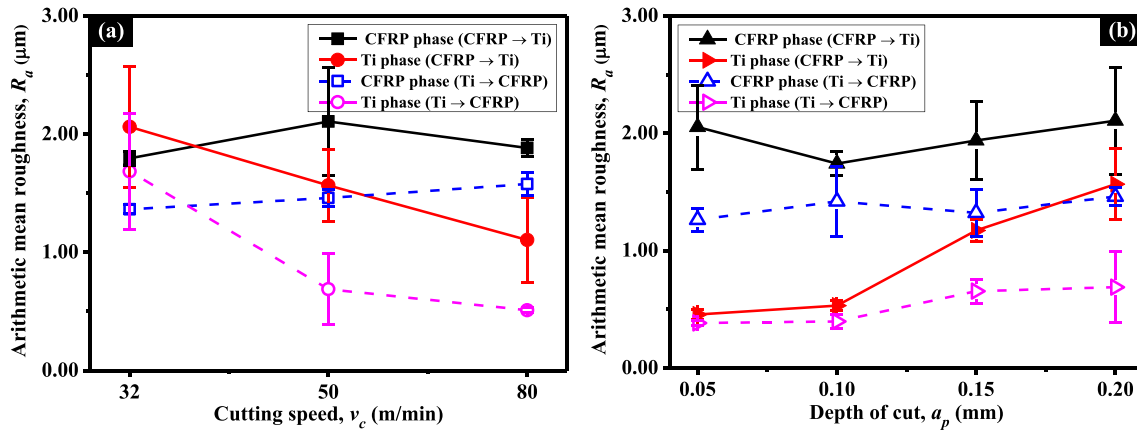 (a)
CFRP phase (CFRP → Ti)
Ti phase (CFRP → Ti)
CFRP phase (Ti → CFRP)
Ti phase (Ti → CFRP)
3.00
2.00
1.00
0.00
Arithmetic mean roughness, Ra (μm)
32
50
80
Cutting speed, vc (m/min)
(b)
CFRP phase (CFRP → Ti)
Ti phase (CFRP → Ti)
CFRP phase (Ti → CFRP)
Ti phase (Ti → CFRP)
3.00
2.00
1.00
0.00
Arithmetic mean roughness, Ra (μm)
0.05
0.10
0.15
0.20
Depth of cut, ap (mm)